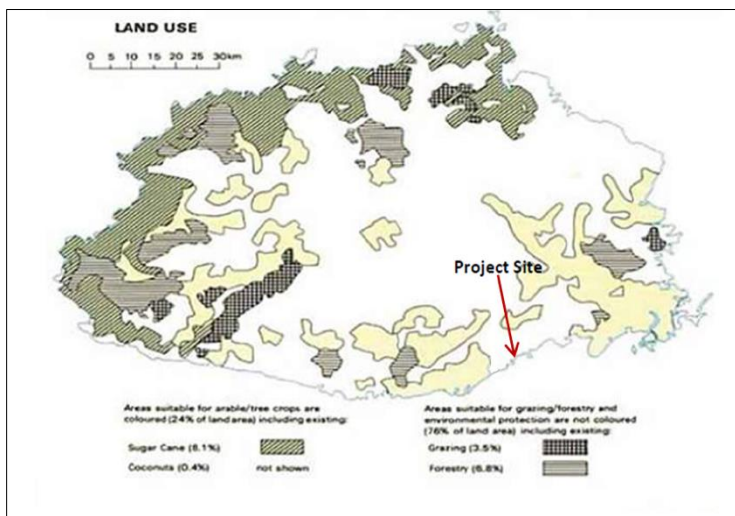 LAND USE
0 5 10 15 20 30km
Project Site
Areas suitable for arable/tree crops are
coloured (24% of land area) including existing:
Sugar Cane (8.1%)
Coconuts (0.4%) not shown
Areas suitable for grazing/forestry and
environmental protection are not coloured
(76% of land area) including existing:
Grazing (3.5%)
Forestry (6.8%)